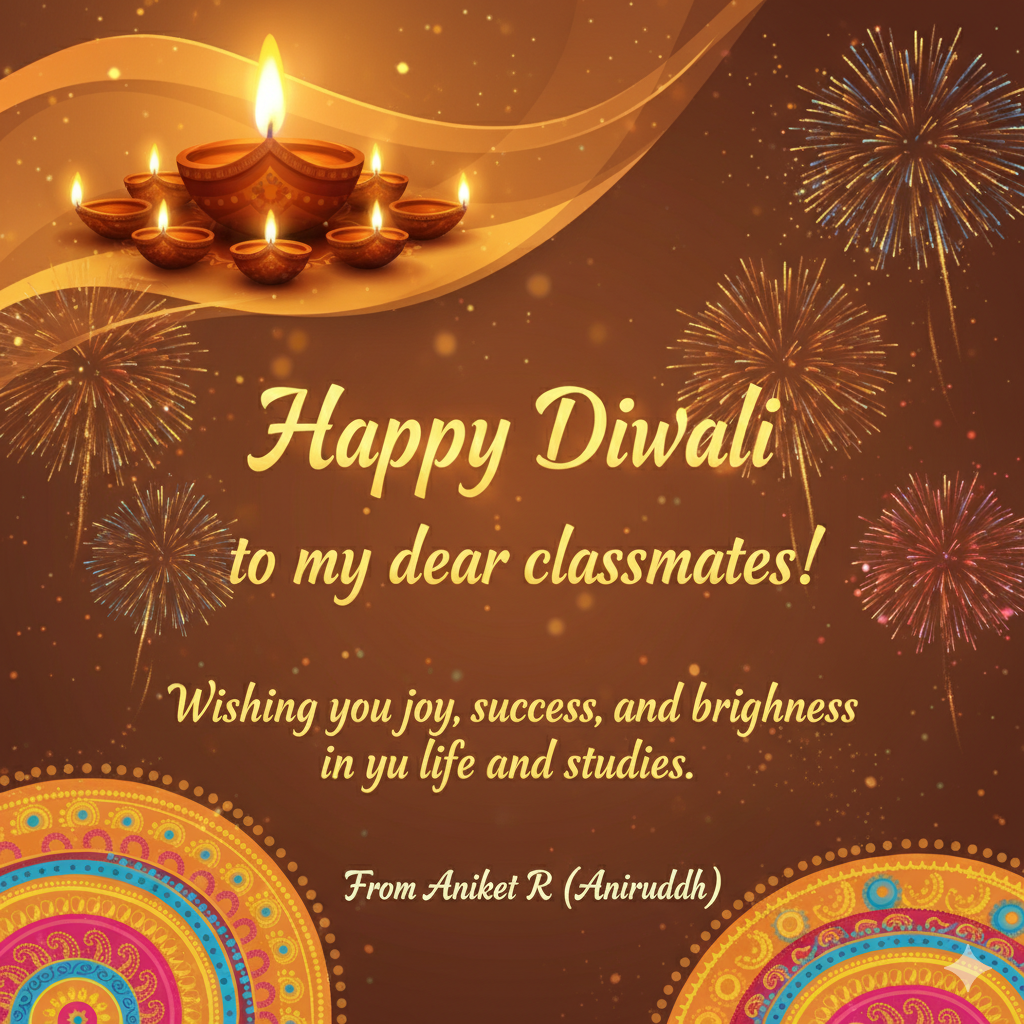 Happy Diwali
to my dear classmates!
Wishing you joy, success, and brighness
in yu life and studies.
From Aniket R (Aniruddh)